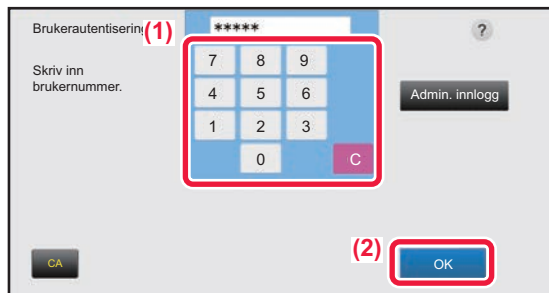 Brukerautentisering
(1)
*****
?
Skriv inn
brukernummer.
7 8 9
4 5 6
Admin. innlogg
1 2 3
0 C
(2)
CA
OK